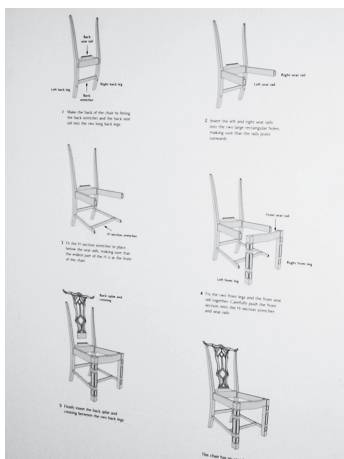 Back
seat rail
Left back leg
Right back leg
Back
stretcher
1 Make the back of the chair by fitting
the back stretcher and the back seat
rail into the two long back legs
Right seat rail
Left seat rail
2 Insert the left and right seat rails
into the two large rectangular holes,
making sure that the rails point
outwards
H-section stretcher
3 Fit the H-section stretcher in place
below the seat rails, making sure that
the widest part of the H is at the front
of the chair
Front seat rail
Right front leg
Left front leg
4 Fix the two front legs and the front seat
rail together. Carefully push the front
section onto the H-section stretcher
and seat rails
Back splat and
cresting
5 Finally insert the back splat and
cresting between the two back legs
The chair has